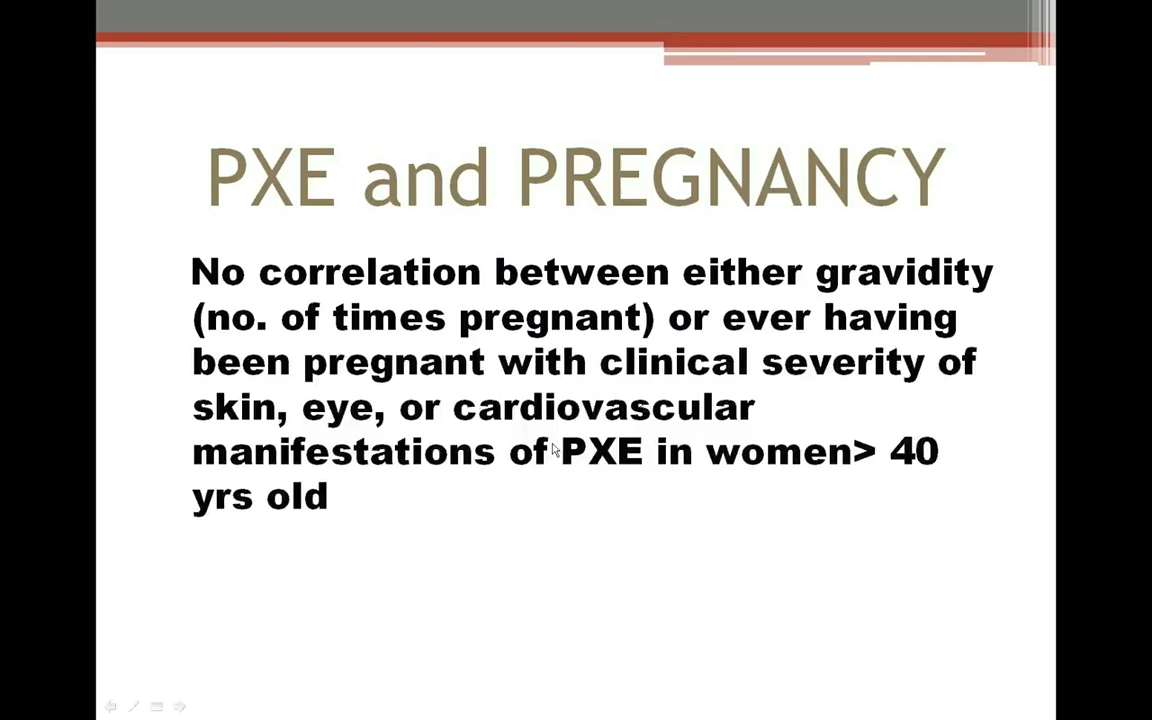 PXE and PREGNANCY
No correlation between either gravidity
(no. of times pregnant) or ever having
been pregnant with clinical severity of
skin, eye, or cardiovascular
manifestations of PXE in women> 40
yrs old